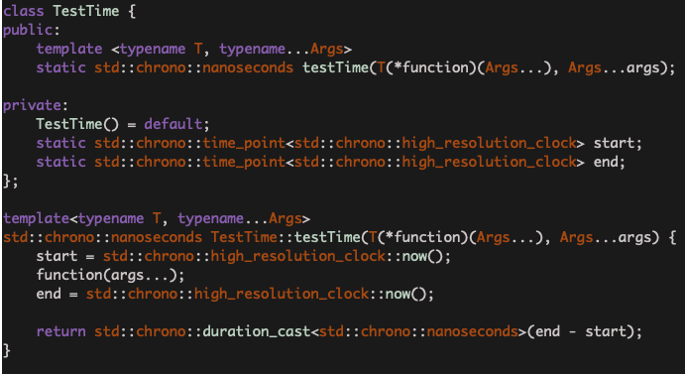 class TestTime {
public:
    template <typename T, typename...Args>
    static std::chrono::nanoseconds testTime(T(*function)(Args...), Args...args);

private:
    TestTime() = default;
    static std::chrono::time_point<std::chrono::high_resolution_clock> start;
    static std::chrono::time_point<std::chrono::high_resolution_clock> end;
};

template<typename T, typename...Args>
std::chrono::nanoseconds TestTime::testTime(T(*function)(Args...), Args...args) {
    start = std::chrono::high_resolution_clock::now();
    function(args...);
    end = std::chrono::high_resolution_clock::now();

    return std::chrono::duration_cast<std::chrono::nanoseconds>(end - start);
}